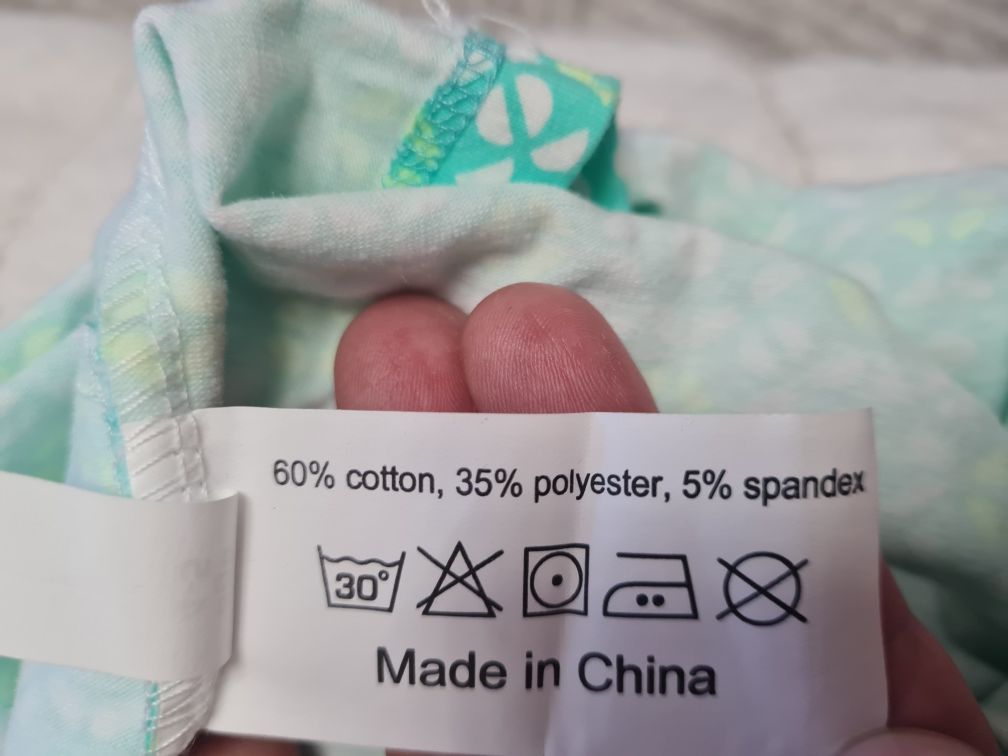 60% cotton, 35% polyester, 5% spandex
30°
Made in China